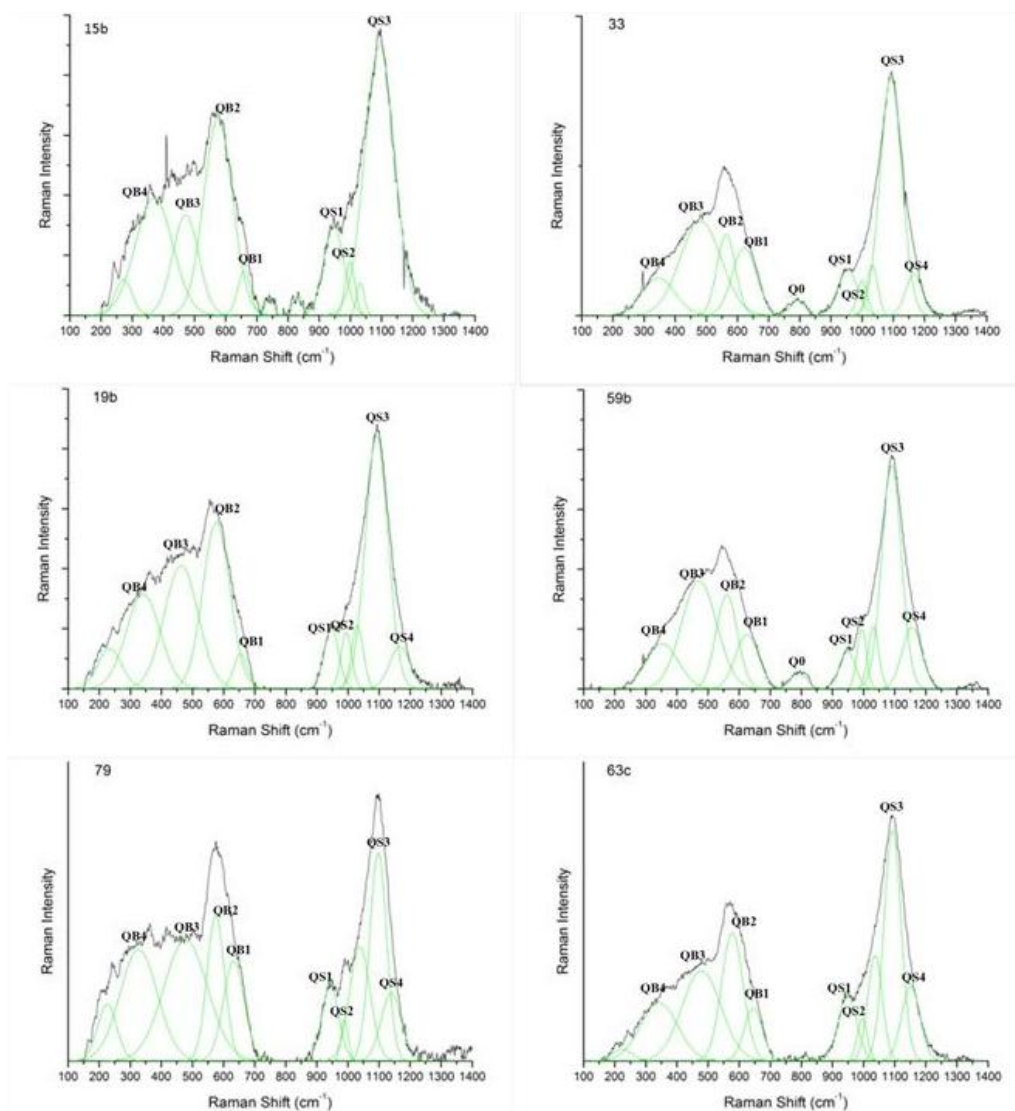 15b
QS3
QB2
QB4
QB3
QS1
QS2
QB1
Raman Intensity
100 200 300 400 500 600 700 800 900 1000 1100 1200 1300 1400
Raman Shift (cm⁻¹)
33
QS3
QB3
QB2
QB1
QB4
QS1
QS4
QS2
Q0
Raman Intensity
100 200 300 400 500 600 700 800 900 1000 1100 1200 1300 1400
Raman Shift (cm⁻¹)
19b
QS3
QB2
QB3
QB4
QS1
QS2
QB1
QS4
Raman Intensity
100 200 300 400 500 600 700 800 900 1000 1100 1200 1300 1400
Raman Shift (cm⁻¹)
59b
QS3
QB3
QB2
QB1
QB4
QS2
QS1
QS4
Q0
Raman Intensity
100 200 300 400 500 600 700 800 900 1000 1100 1200 1300 1400
Raman Shift (cm⁻¹)
79
QS3
QB2
QB4
QB3
QB1
QS1
QS4
QS2
Raman Intensity
100 200 300 400 500 600 700 800 900 1000 1100 1200 1300 1400
Raman Shift (cm⁻¹)
63c
QS3
QB2
QB3
QB4
QB1
QS1
QS4
QS2
Raman Intensity
100 200 300 400 500 600 700 800 900 1000 1100 1200 1300 1400
Raman Shift (cm⁻¹)